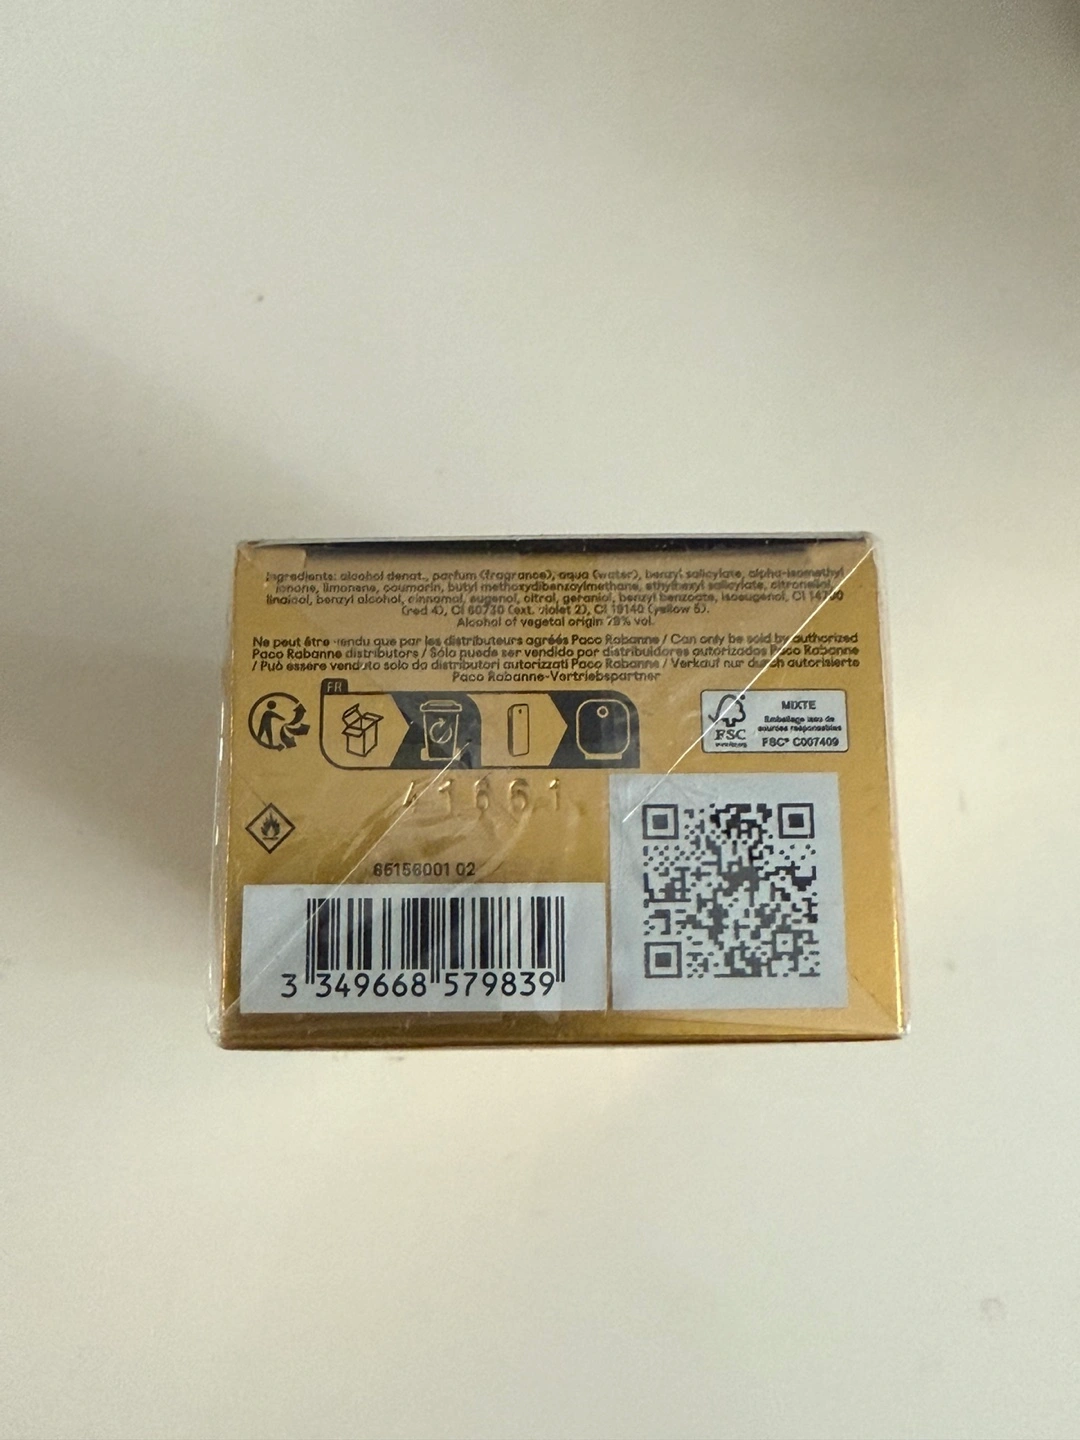 Ingredients: alcohol denat., parfum (fragrance), aqua (water), benzyl salicylate, alpha-isomethyl
ionone, limonene, coumarin, butyl methoxydibenzoylmethane, ethylhexyl salicylate, citronellol,
linalool, benzyl alcohol, cinnamal, eugenol, citral, geraniol, benzyl benzoate, isoeugenol, CI 14700
(red 4), CI 60730 (ext. violet 2), CI 19140 (yellow 5).
Alcohol of vegetal origin 78% vol.
Ne peut être vendu que par les distributeurs agréés Paco Rabanne / Can only be sold by authorized
Paco Rabanne distributors / Sólo puede ser vendido por distribuidores autorizados Paco Rabanne
/ Può essere venduto solo da distributori autorizzati Paco Rabanne / Verkauf nur durch autorisierte
Paco Rabanne-Vertriebspartner
FR
MIXTE
Emballage issu de
sources responsables
FSC
FSC® C007409
41661
65156001 02
3 349668 579839